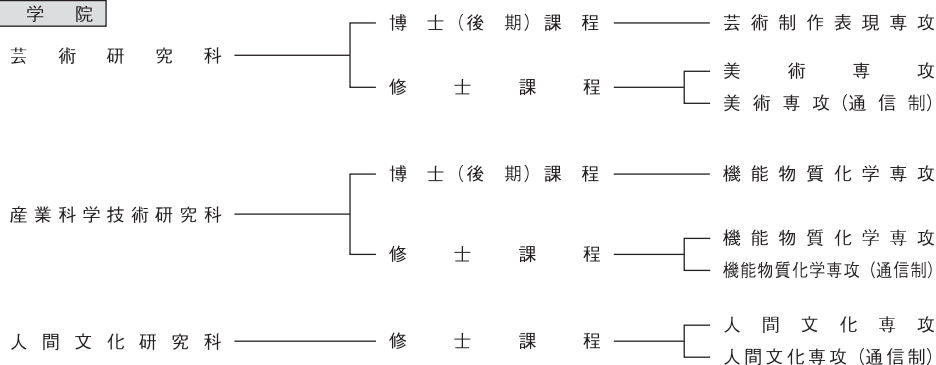 学院
博士（後期）課程 芸術制作表現専攻
芸術研究科
美術専攻
修士課程
美術専攻（通信制）
博士（後期）課程 機能物質化学専攻
産業科学技術研究科
機能物質化学専攻
修士課程
機能物質化学専攻（通信制）
人間文化専攻
人間文化研究科 修士課程
人間文化専攻（通信制）